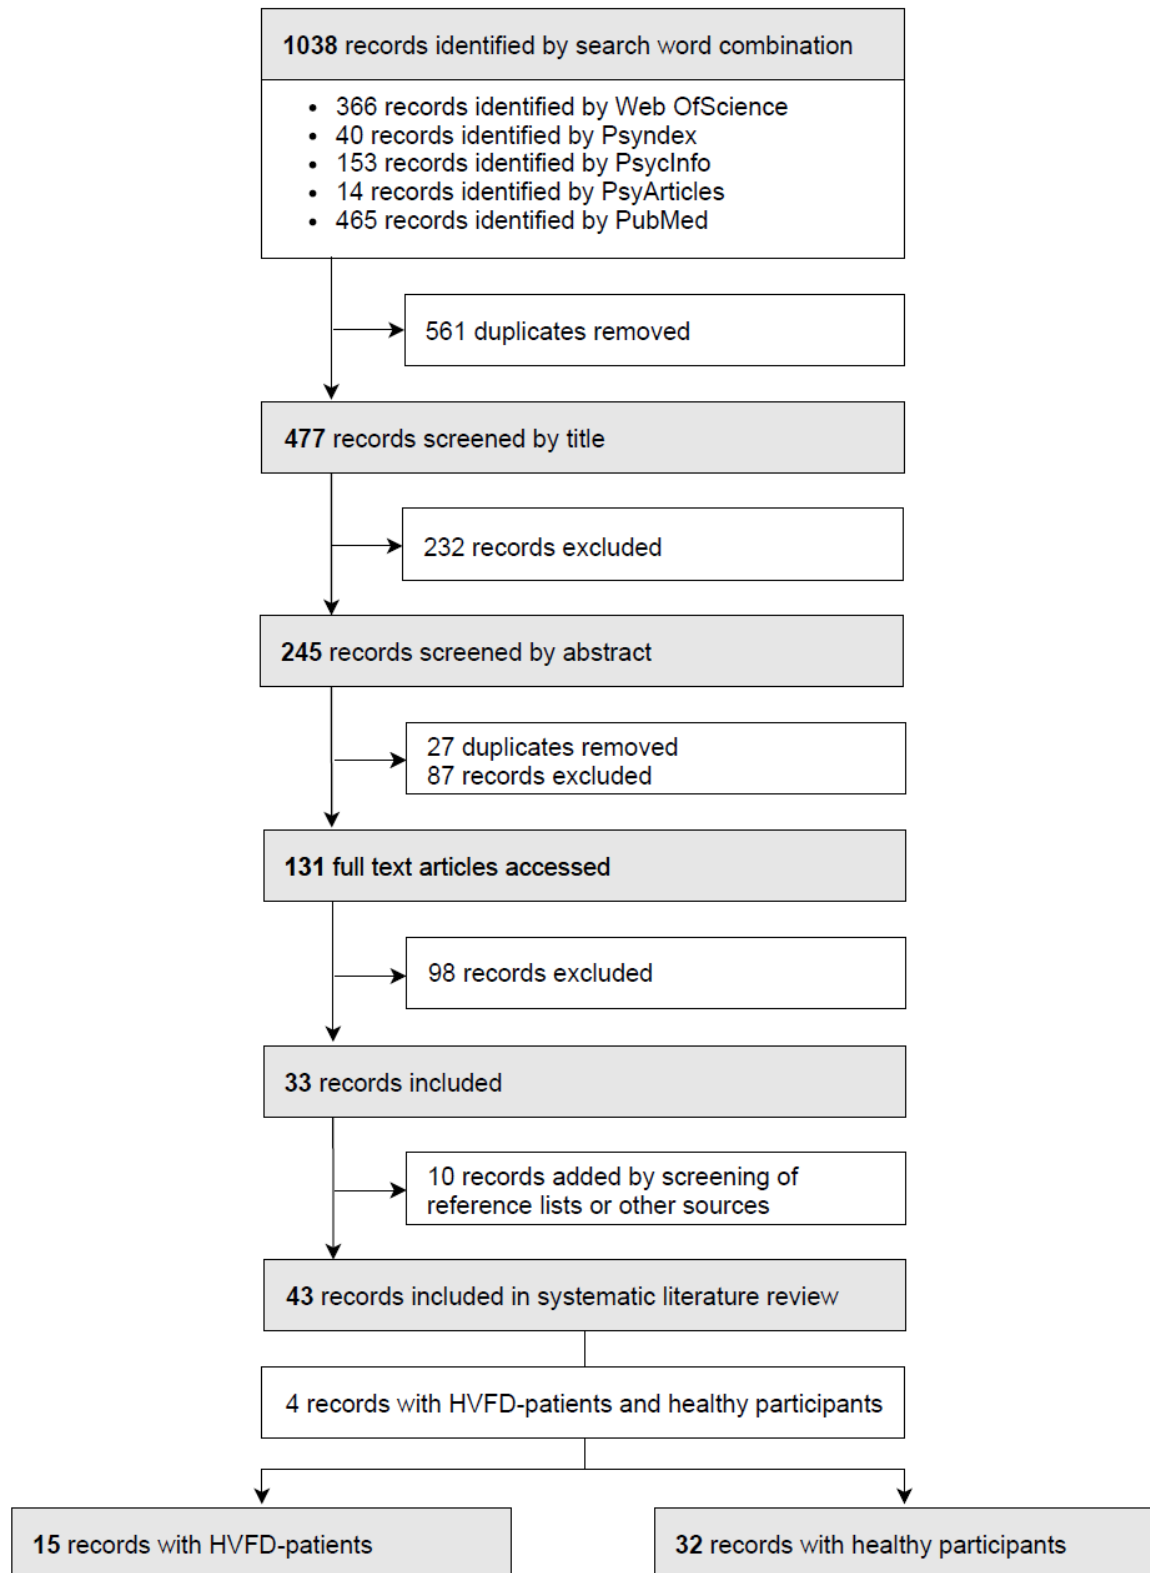 1038 records identified by search word combination
• 366 records identified by Web OfScience
• 40 records identified by Psyndex
• 153 records identified by PsycInfo
• 14 records identified by PsyArticles
• 465 records identified by PubMed
561 duplicates removed
477 records screened by title
232 records excluded
245 records screened by abstract
27 duplicates removed
87 records excluded
131 full text articles accessed
98 records excluded
33 records included
10 records added by screening of
reference lists or other sources
43 records included in systematic literature review
4 records with HVFD-patients and healthy participants
15 records with HVFD-patients
32 records with healthy participants